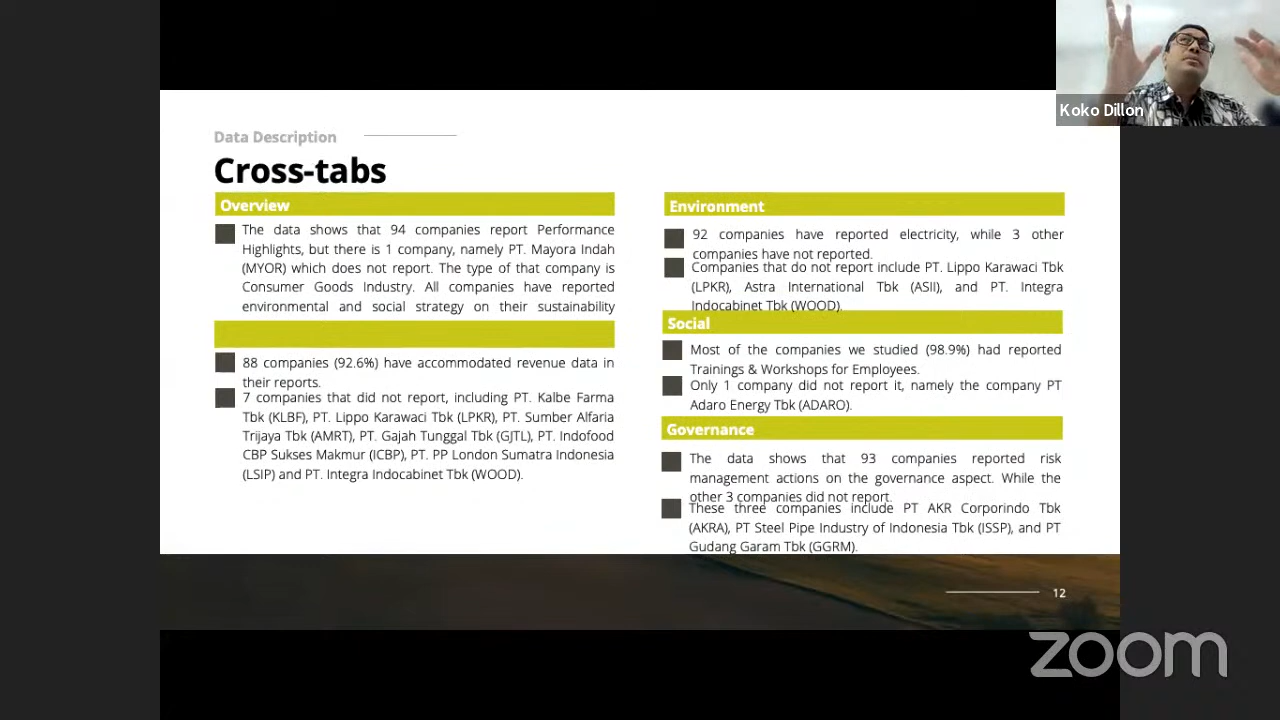 Koko Dillon
Data Description
Cross-tabs
Overview
The data shows that 94 companies report Performance
Highlights, but there is 1 company, namely PT. Mayora Indah
(MYOR) which does not report. The type of that company is
Consumer Goods Industry. All companies have reported
environmental and social strategy on their sustainability
88 companies (92.6%) have accommodated revenue data in
their reports.
7 companies that did not report, including PT. Kalbe Farma
Tbk (KLBF), PT. Lippo Karawaci Tbk (LPKR), PT. Sumber Alfaria
Trijaya Tbk (AMRT), PT. Gajah Tunggal Tbk (GJTL), PT. Indofood
CBP Sukses Makmur (ICBP), PT. PP London Sumatra Indonesia
(LSIP) and PT. Integra Indocabinet Tbk (WOOD).
Environment
92 companies have reported electricity, while 3 other
companies have not reported.
Companies that do not report include PT. Lippo Karawaci Tbk
(LPKR), Astra International Tbk (ASII), and PT. Integra
Indocabinet Tbk (WOOD).
Social
Most of the companies we studied (98.9%) had reported
Trainings & Workshops for Employees.
Only 1 company did not report it, namely the company PT
Adaro Energy Tbk (ADARO).
Governance
The data shows that 93 companies reported risk
management actions on the governance aspect. While the
other 3 companies did not report.
These three companies include PT AKR Corporindo Tbk
(AKRA), PT Steel Pipe Industry of Indonesia Tbk (ISSP), and PT
Gudang Garam Tbk (GGRM).
12
zoom